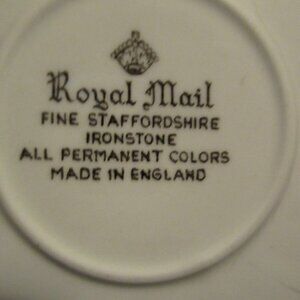 Royal Mail
FINE STAFFORDSHIRE
IRONSTONE
ALL PERMANENT COLORS
MADE IN ENGLAND